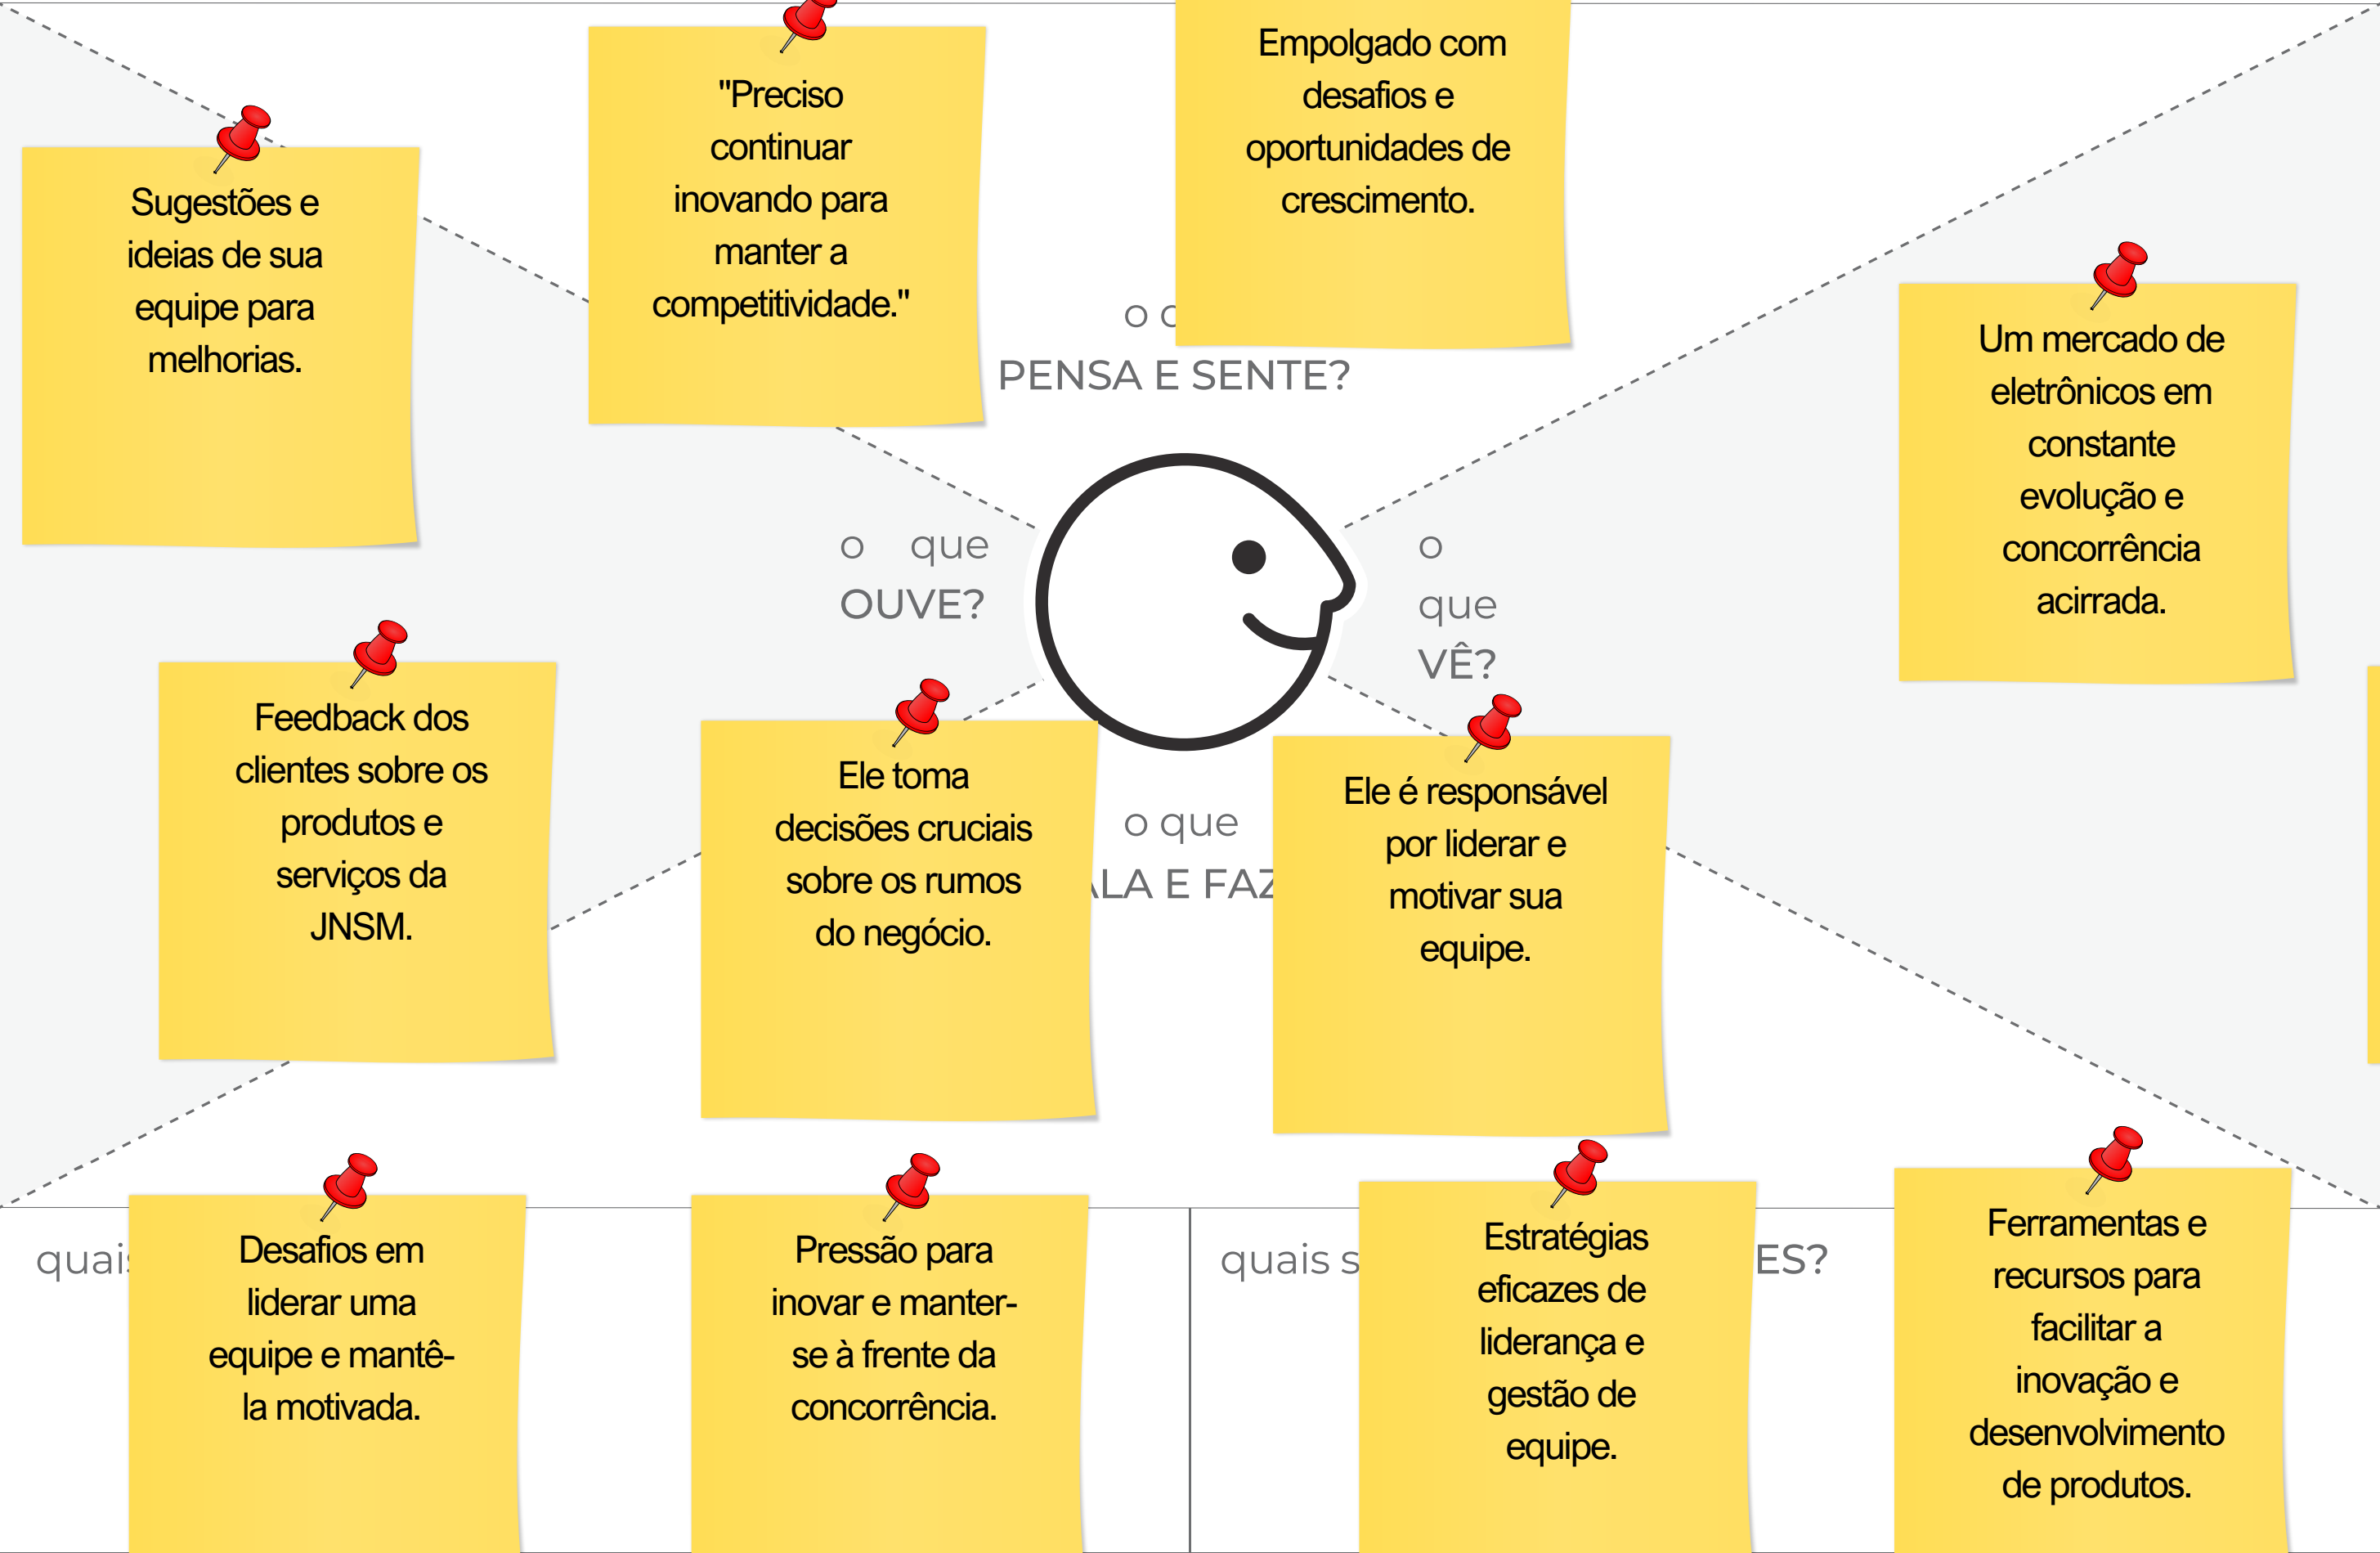 Sugestões e
ideias de sua
equipe para
melhorias.
"Preciso
continuar
inovando para
manter a
competitividade."
Empolgado com
desafios e
oportunidades de
crescimento.
o
PENSA E SENTE?
Um mercado de
eletrônicos em
constante
evolução e
concorrência
acirrada.
o que
OUVE?
o
que
VÊ?
Feedback dos
clientes sobre os
produtos e
serviços da
JNSM.
Ele toma
decisões cruciais
sobre os rumos
do negócio.
o que
E
Ele é responsável
por liderar e
motivar sua
equipe.
Desafios em
liderar uma
equipe e mantê-
la motivada.
Pressão para
inovar e manter-
se à frente da
concorrência.
quais
Estratégias
eficazes de
liderança e
gestão de
equipe.
Ferramentas e
recursos para
facilitar a
inovação e
desenvolvimento
de produtos.